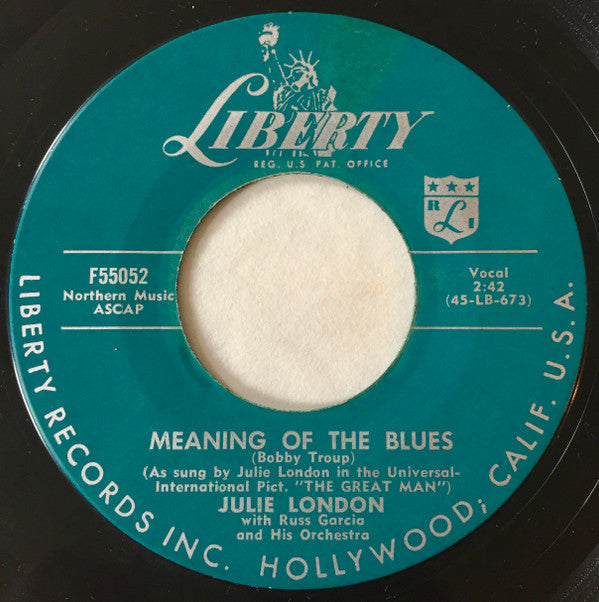 LIBERTY
REG. U.S. PAT. OFFICE
R L I
F55052
Northern Music
ASCAP
Vocal
2:42
(45-LB-673)
MEANING OF THE BLUES
(Bobby Troup)
(As sung by Julie London in the Universal-
International Pict. "THE GREAT MAN")
JULIE LONDON
with Russ Garcia
and His Orchestra
LIBERTY RECORDS INC. HOLLYWOOD; CALIF. U.S.A.